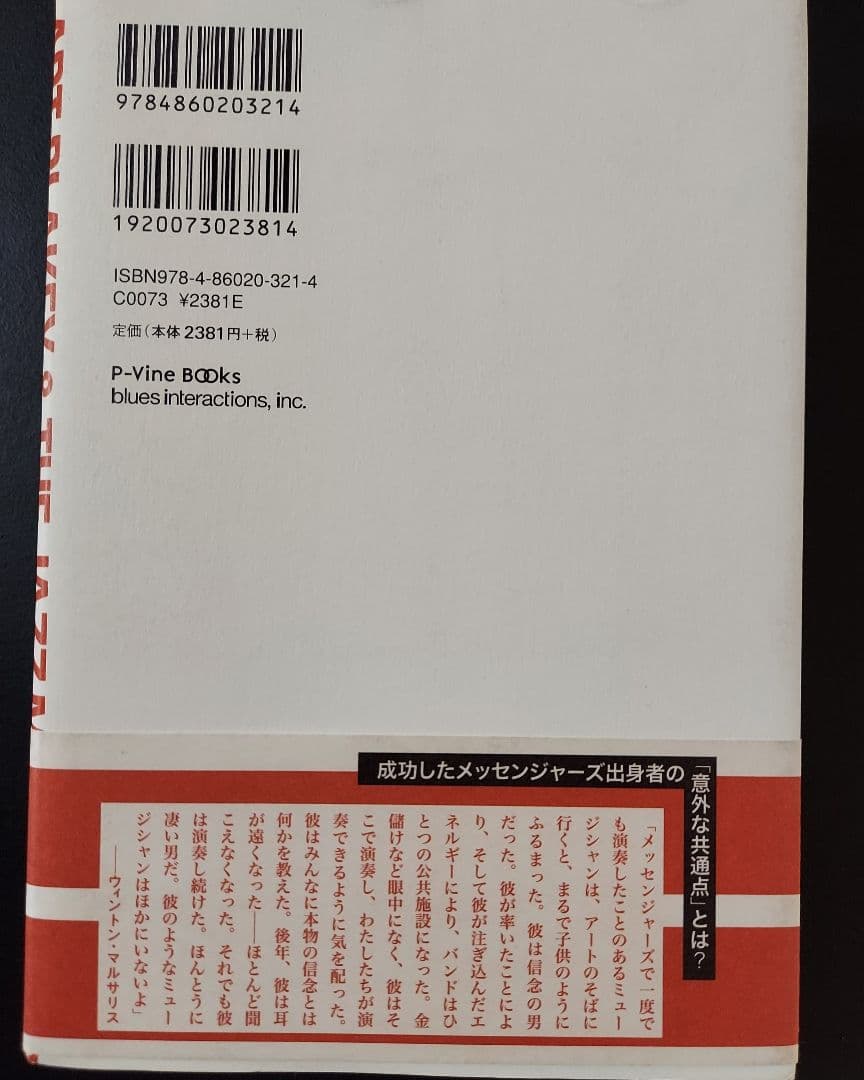 ART BLAKEY & THE JAZZ M
9784860203214
1920073023814
ISBN978-4-86020-321-4
C0073 ¥2381E
定価(本体2381円+税)
P-Vine BOOks
blues interactions, inc.
成功したメッセンジャーズ出身者の
「意外な共通点」とは?
「メッセンジャーズで一度で
も演奏したことのあるミュー
ジシャンは、アートのそばに
行くと、まるで子供のように
ふるまった。彼は信念の男
だった。彼が率いたことによ
り、そして彼が注ぎ込んだエ
ネルギーにより、バンドはひ
とつの公共施設になった。金
儲けなど眼中になく、彼はそ
こで演奏し、わたしたちが演
奏できるように気を配った。
彼はみんなに本物の信念とは
何かを教えた。後年、彼は耳
が遠くなった——ほとんど聞
こえなくなった。それでも彼
は演奏し続けた。ほんとうに
凄い男だ。彼のようなミュー
ジシャンはほかにいないよ」
——ウィントン・マルサリス